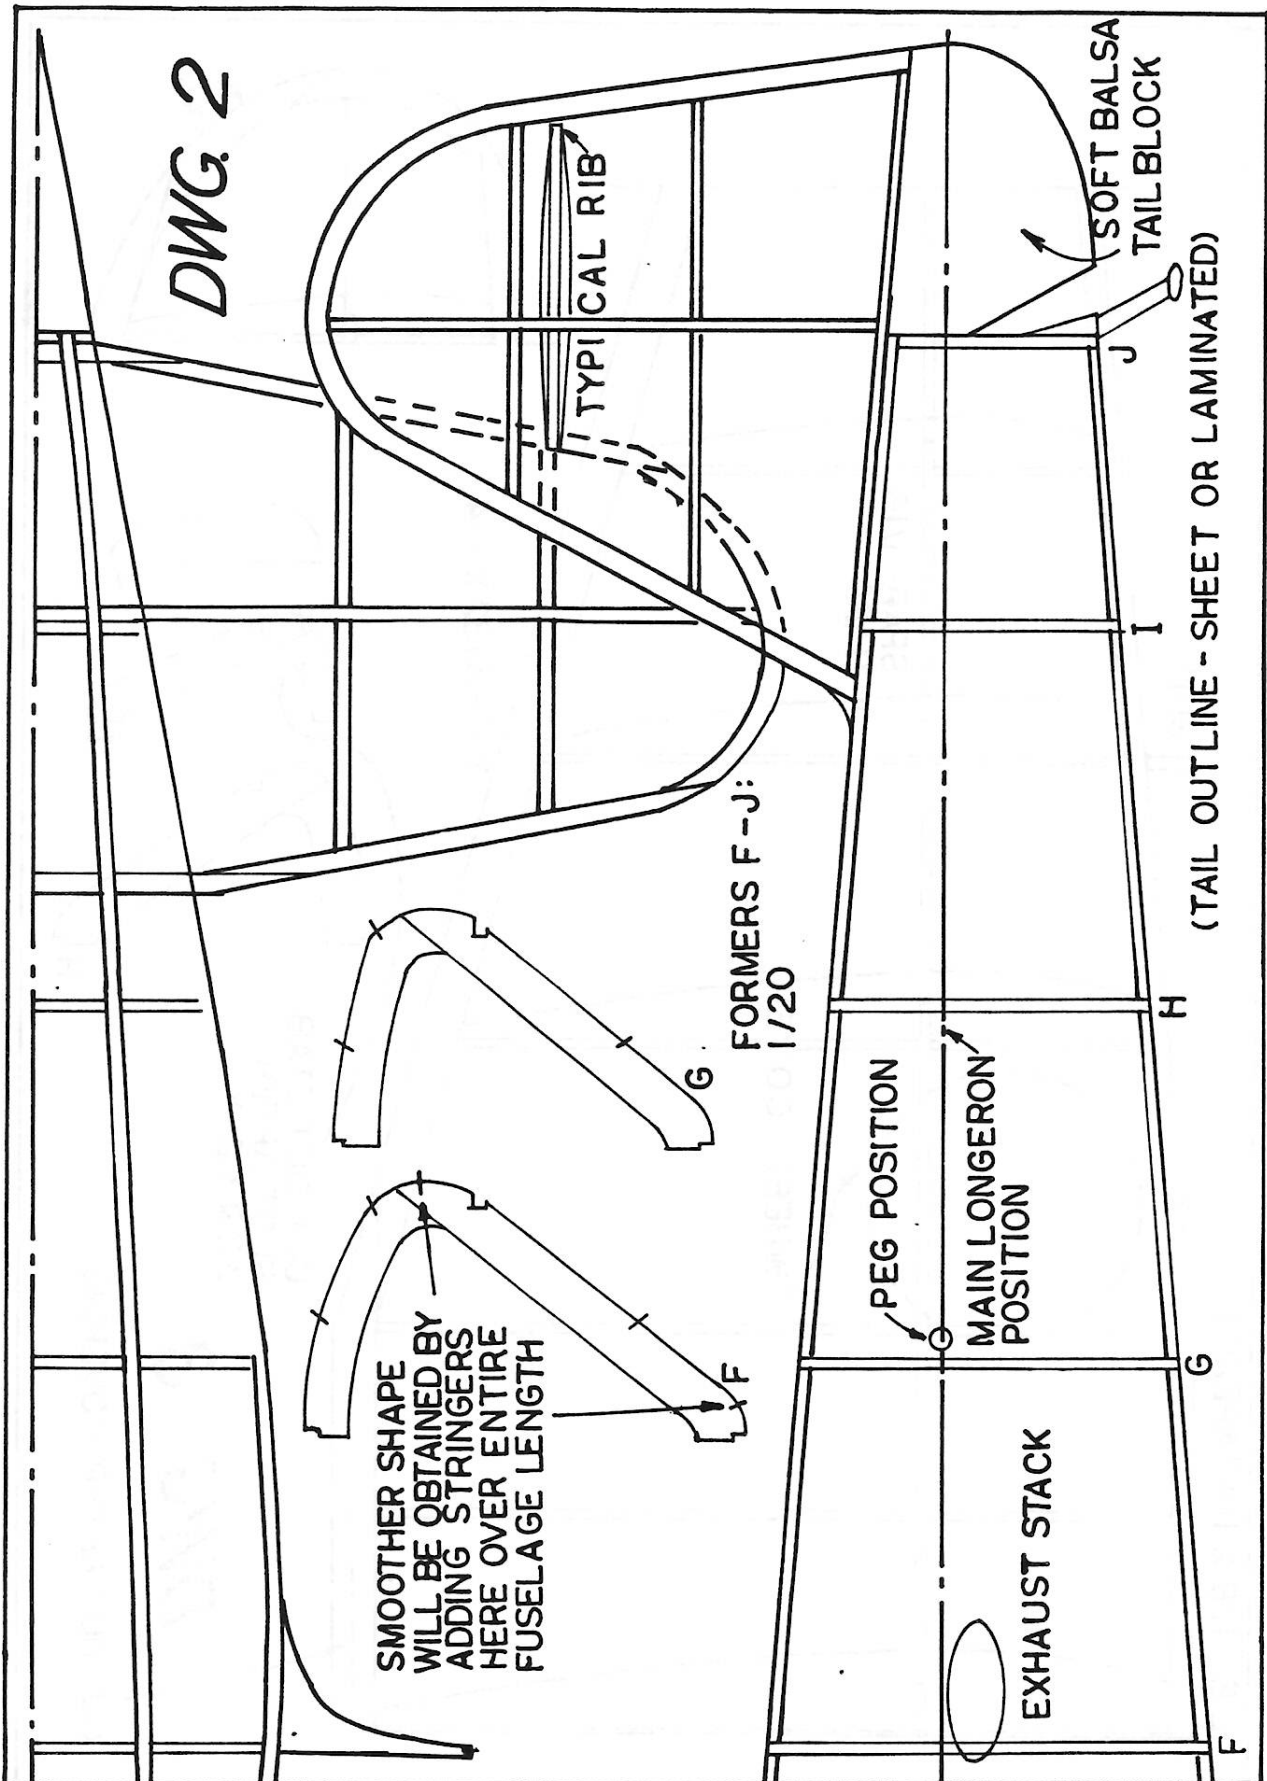 DWG. 2
TYPICAL RIB
SOFT BALSA
TAIL BLOCK
SMOOTHER SHAPE
WILL BE OBTAINED BY
ADDING STRINGERS
HERE OVER ENTIRE
FUSELAGE LENGTH
F
G
FORMERS F-J:
1/20
PEG POSITION
MAIN LONGERON
POSITION
EXHAUST STACK
F
G
H
I
J
(TAIL OUTLINE - SHEET OR LAMINATED)